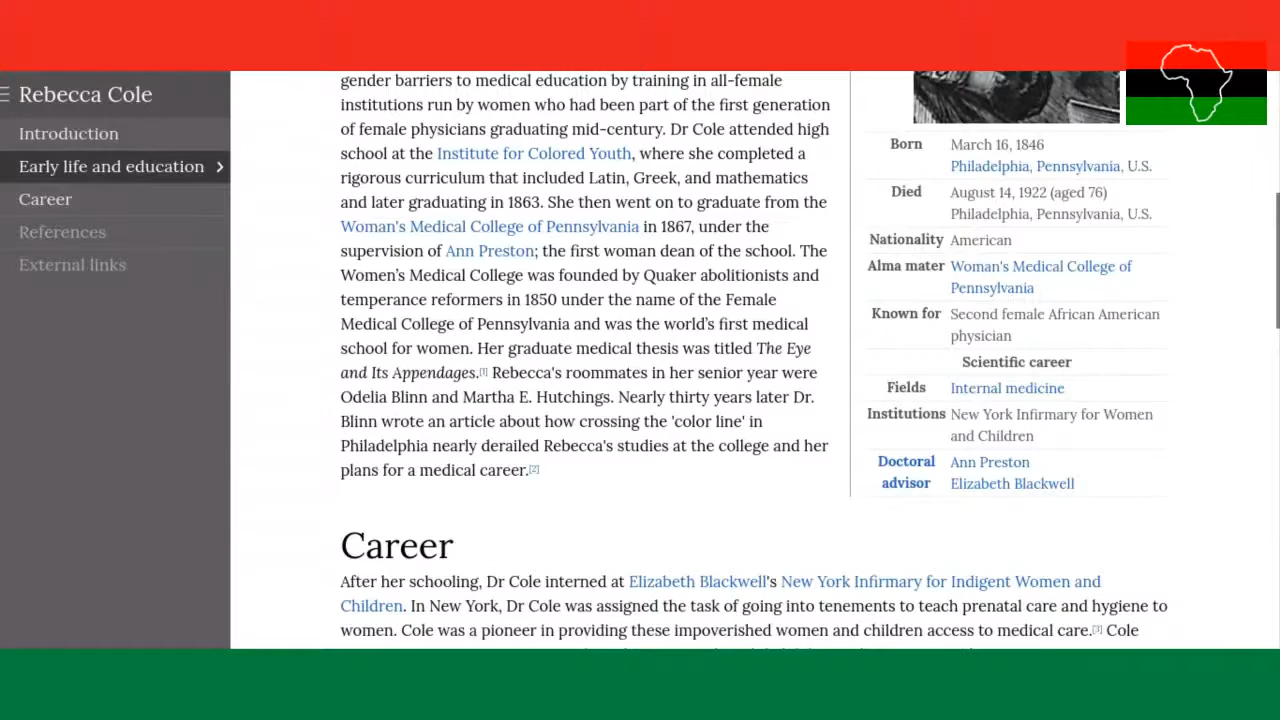 Rebecca Cole
Introduction
Early life and education
Career
References
External links
gender barriers to medical education by training in all-female
institutions run by women who had been part of the first generation
of female physicians graduating mid-century. Dr Cole attended high
school at the Institute for Colored Youth, where she completed a
rigorous curriculum that included Latin, Greek, and mathematics
and later graduating in 1863. She then went on to graduate from the
Woman's Medical College of Pennsylvania in 1867, under the
supervision of Ann Preston; the first woman dean of the school. The
Women’s Medical College was founded by Quaker abolitionists and
temperance reformers in 1850 under the name of the Female
Medical College of Pennsylvania and was the world’s first medical
school for women. Her graduate medical thesis was titled The Eye
and Its Appendages.[1] Rebecca's roommates in her senior year were
Odelia Blinn and Martha E. Hutchings. Nearly thirty years later Dr.
Blinn wrote an article about how crossing the 'color line' in
Philadelphia nearly derailed Rebecca's studies at the college and her
plans for a medical career.[2]
Born March 16, 1846
Philadelphia, Pennsylvania, U.S.
Died August 14, 1922 (aged 76)
Philadelphia, Pennsylvania, U.S.
Nationality American
Alma mater Woman's Medical College of
Pennsylvania
Known for Second female African American
physician
Scientific career
Fields Internal medicine
Institutions New York Infirmary for Women
and Children
Doctoral Ann Preston
advisor Elizabeth Blackwell
Career
After her schooling, Dr Cole interned at Elizabeth Blackwell's New York Infirmary for Indigent Women and
Children. In New York, Dr Cole was assigned the task of going into tenements to teach prenatal care and hygiene to
women. Cole was a pioneer in providing these impoverished women and children access to medical care.[3] Cole